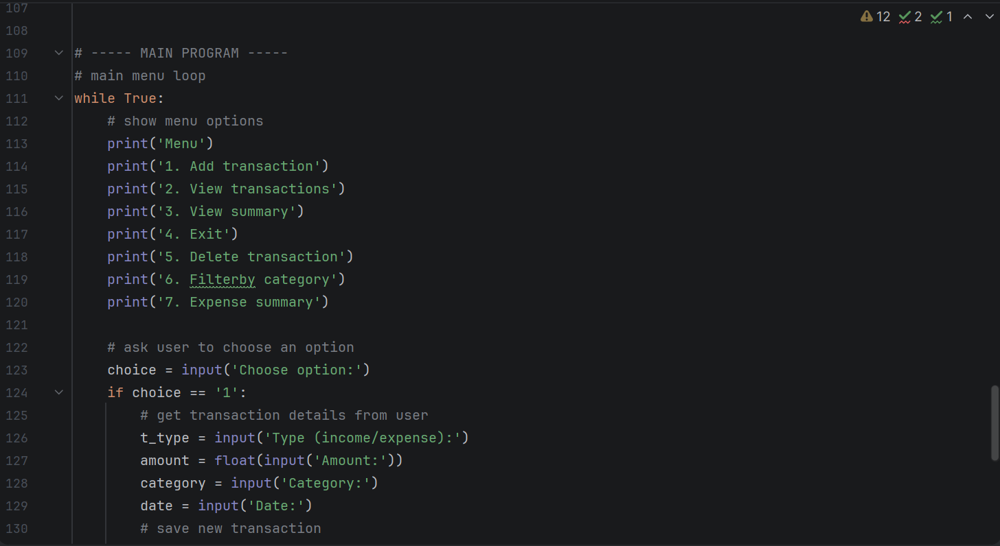 107
12 2 1
108
109 # ----- MAIN PROGRAM -----
110 # main menu loop
111 while True:
112     # show menu options
113     print('Menu')
114     print('1. Add transaction')
115     print('2. View transactions')
116     print('3. View summary')
117     print('4. Exit')
118     print('5. Delete transaction')
119     print('6. Filterby category')
120     print('7. Expense summary')
121
122     # ask user to choose an option
123     choice = input('Choose option:')
124     if choice == '1':
125         # get transaction details from user
126         t_type = input('Type (income/expense):')
127         amount = float(input('Amount:'))
128         category = input('Category:')
129         date = input('Date:')
130         # save new transaction